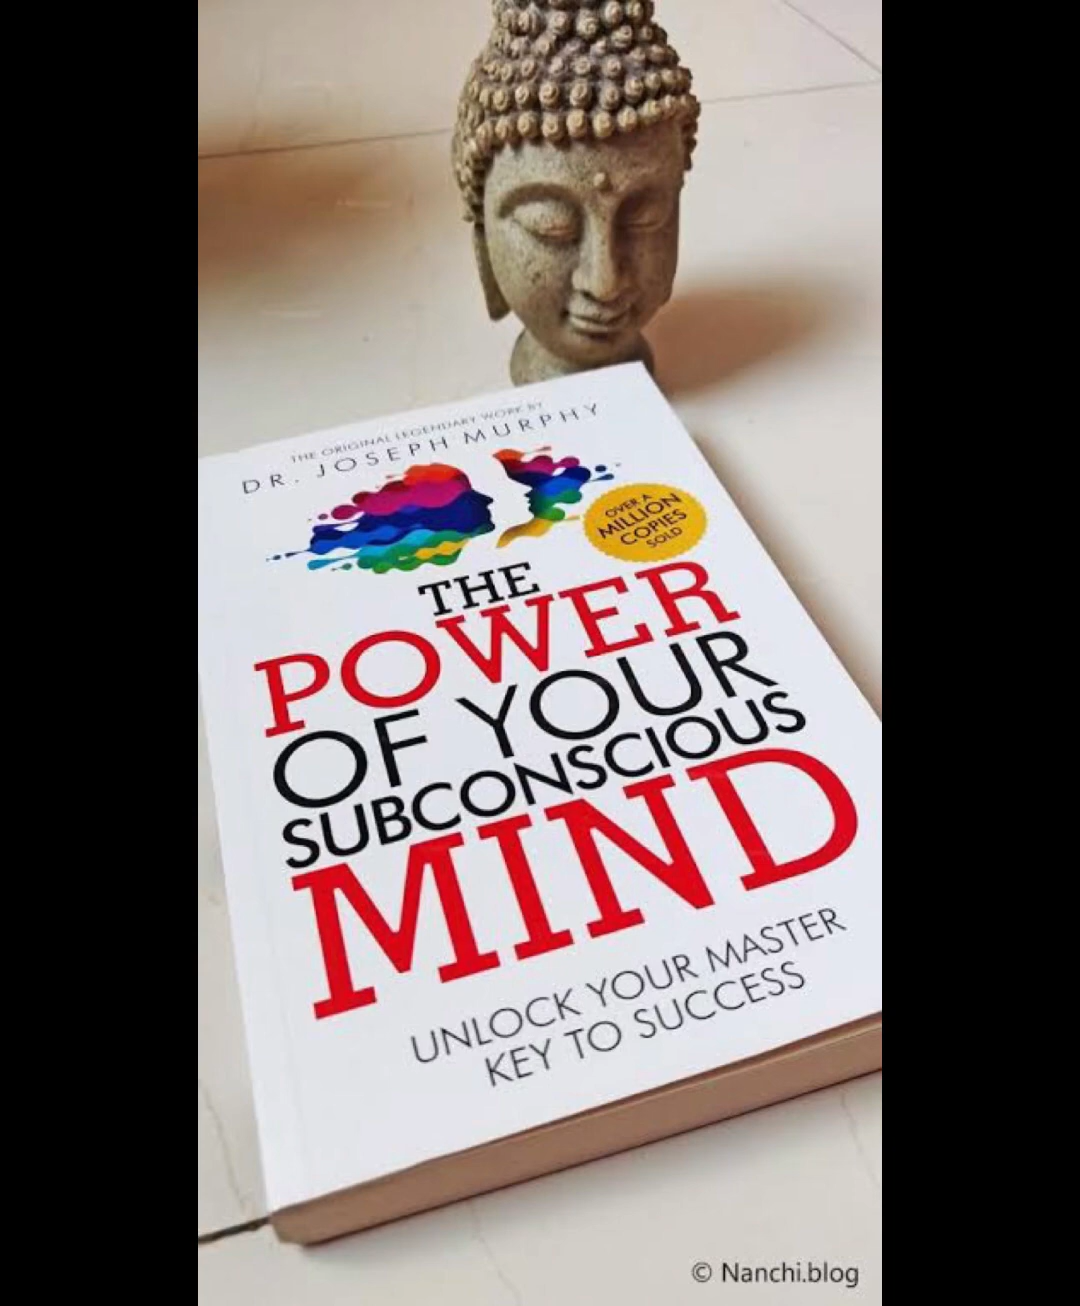 THE ORIGINAL LEGENDARY WORK BY
DR. JOSEPH MURPHY
OVER A
MILLION
COPIES
SOLD
THE
POWER
OF YOUR
SUBCONSCIOUS
MIND
UNLOCK YOUR MASTER
KEY TO SUCCESS
© Nanchi.blog